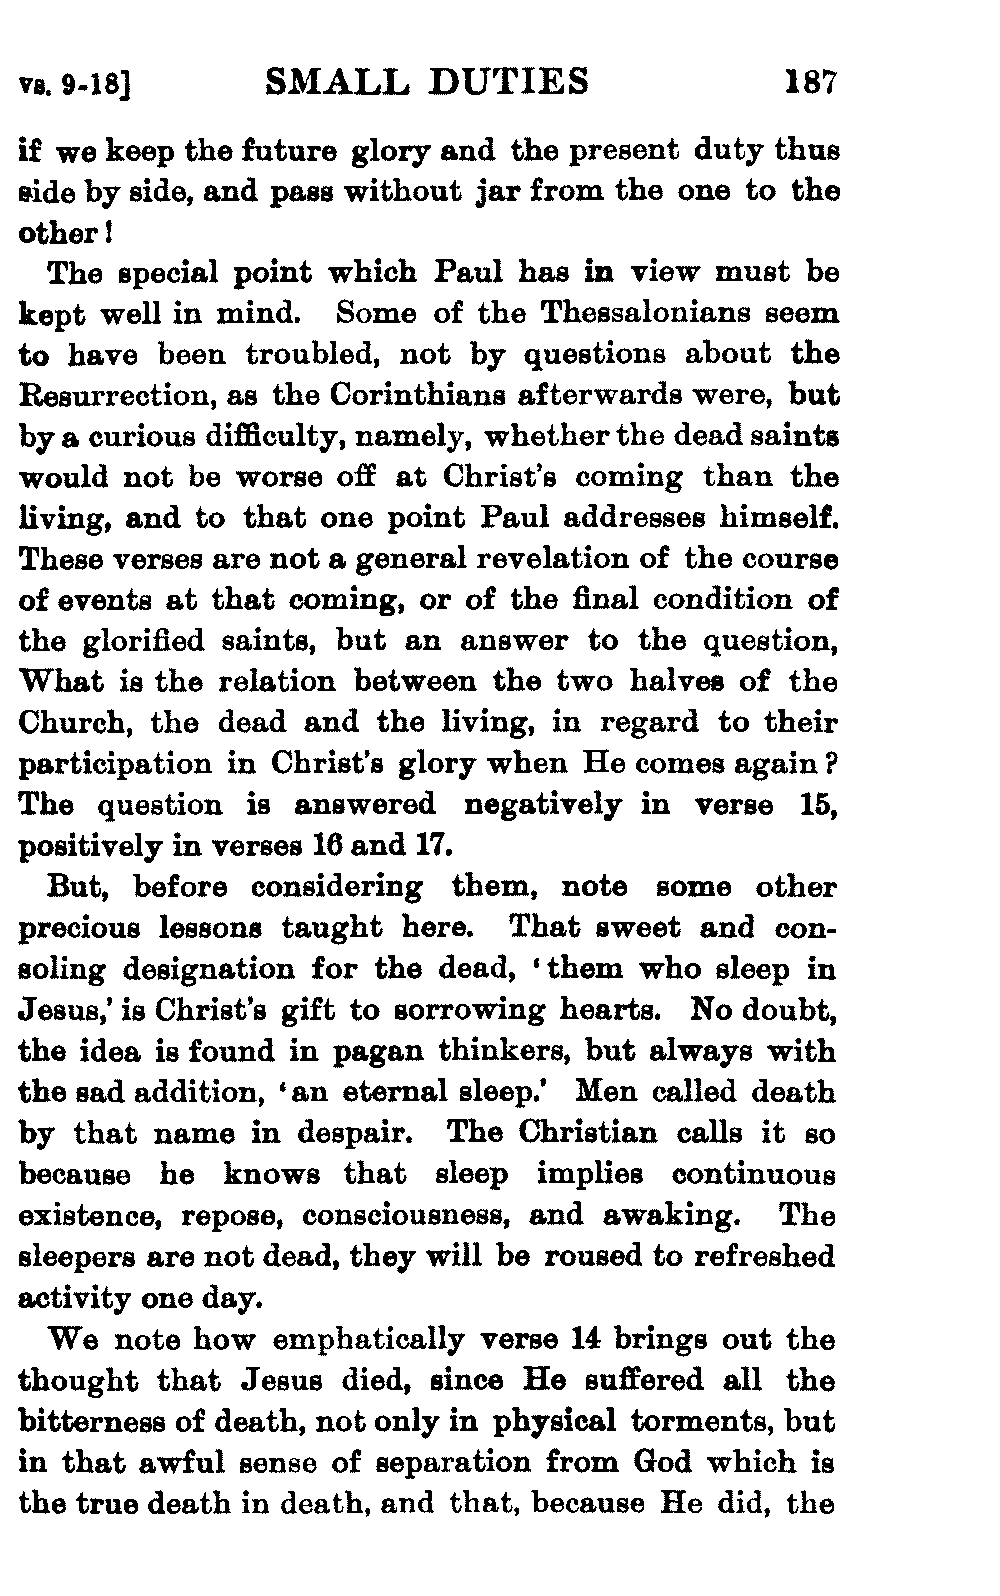 vs. 9-18] SMALL DUTIES 187
if we keep the future glory and the present duty thus
side by side, and pass without jar from the one to the
other!
The special point which Paul has in view must be
kept well in mind. Some of the Thessalonians seem
to have been troubled, not by questions about the
Resurrection, as the Corinthians afterwards were, but
by a curious difficulty, namely, whether the dead saints
would not be worse off at Christ's coming than the
living, and to that one point Paul addresses himself.
These verses are not a general revelation of the course
of events at that coming, or of the final condition of
the glorified saints, but an answer to the question,
What is the relation between the two halves of the
Church, the dead and the living, in regard to their
participation in Christ's glory when He comes again?
The question is answered negatively in verse 15,
positively in verses 16 and 17.
But, before considering them, note some other
precious lessons taught here. That sweet and con-
soling designation for the dead, 'them who sleep in
Jesus,' is Christ's gift to sorrowing hearts. No doubt,
the idea is found in pagan thinkers, but always with
the sad addition, 'an eternal sleep.' Men called death
by that name in despair. The Christian calls it so
because he knows that sleep implies continuous
existence, repose, consciousness, and awaking. The
sleepers are not dead, they will be roused to refreshed
activity one day.
We note how emphatically verse 14 brings out the
thought that Jesus died, since He suffered all the
bitterness of death, not only in physical torments, but
in that awful sense of separation from God which is
the true death in death, and that, because He did, the